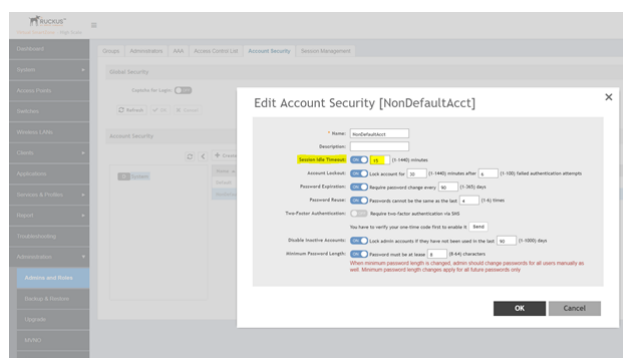 RUCKUS
Dashboard
System
Access Points
Switches
Wireless LANs
Clients
Applications
Services & Profiles
Report
Troubleshooting
Administration
Admins and Roles
Backup & Restore
Upgrade
Groups Administrators AAA Access Control List Account Security Session Management
Global Security
Captcha for Login:
Refresh OK Cancel
Account Security
System
Default
Edit Account Security [NonDefaultAcct]
* Name: NonDefaultAcct
Description:
Session Idle Timeout: ON 15 (1-1440) minutes
Account Lockout: ON Lock account for 30 (1-1440) minutes after 6 (1-100) failed authentication attempts
Password Expiration: ON Require password change every 90 (1-365) days
Password Reuse: ON Passwords cannot be the same as the last 4 (1-6) times
Two-Factor Authentication: Require two-factor authentication via SMS
You have to verify your one-time code first to enable it Send
Disable Inactive Accounts: ON Lock admin accounts if they have not been used in the last 90 (1-1000) days
Minimum Password Length: ON Password must be at lease 8 (8-64) characters
When minimum password length is changed, admin should change passwords for all users manually as
well. Minimum password length changes apply for all future passwords only
OK Cancel